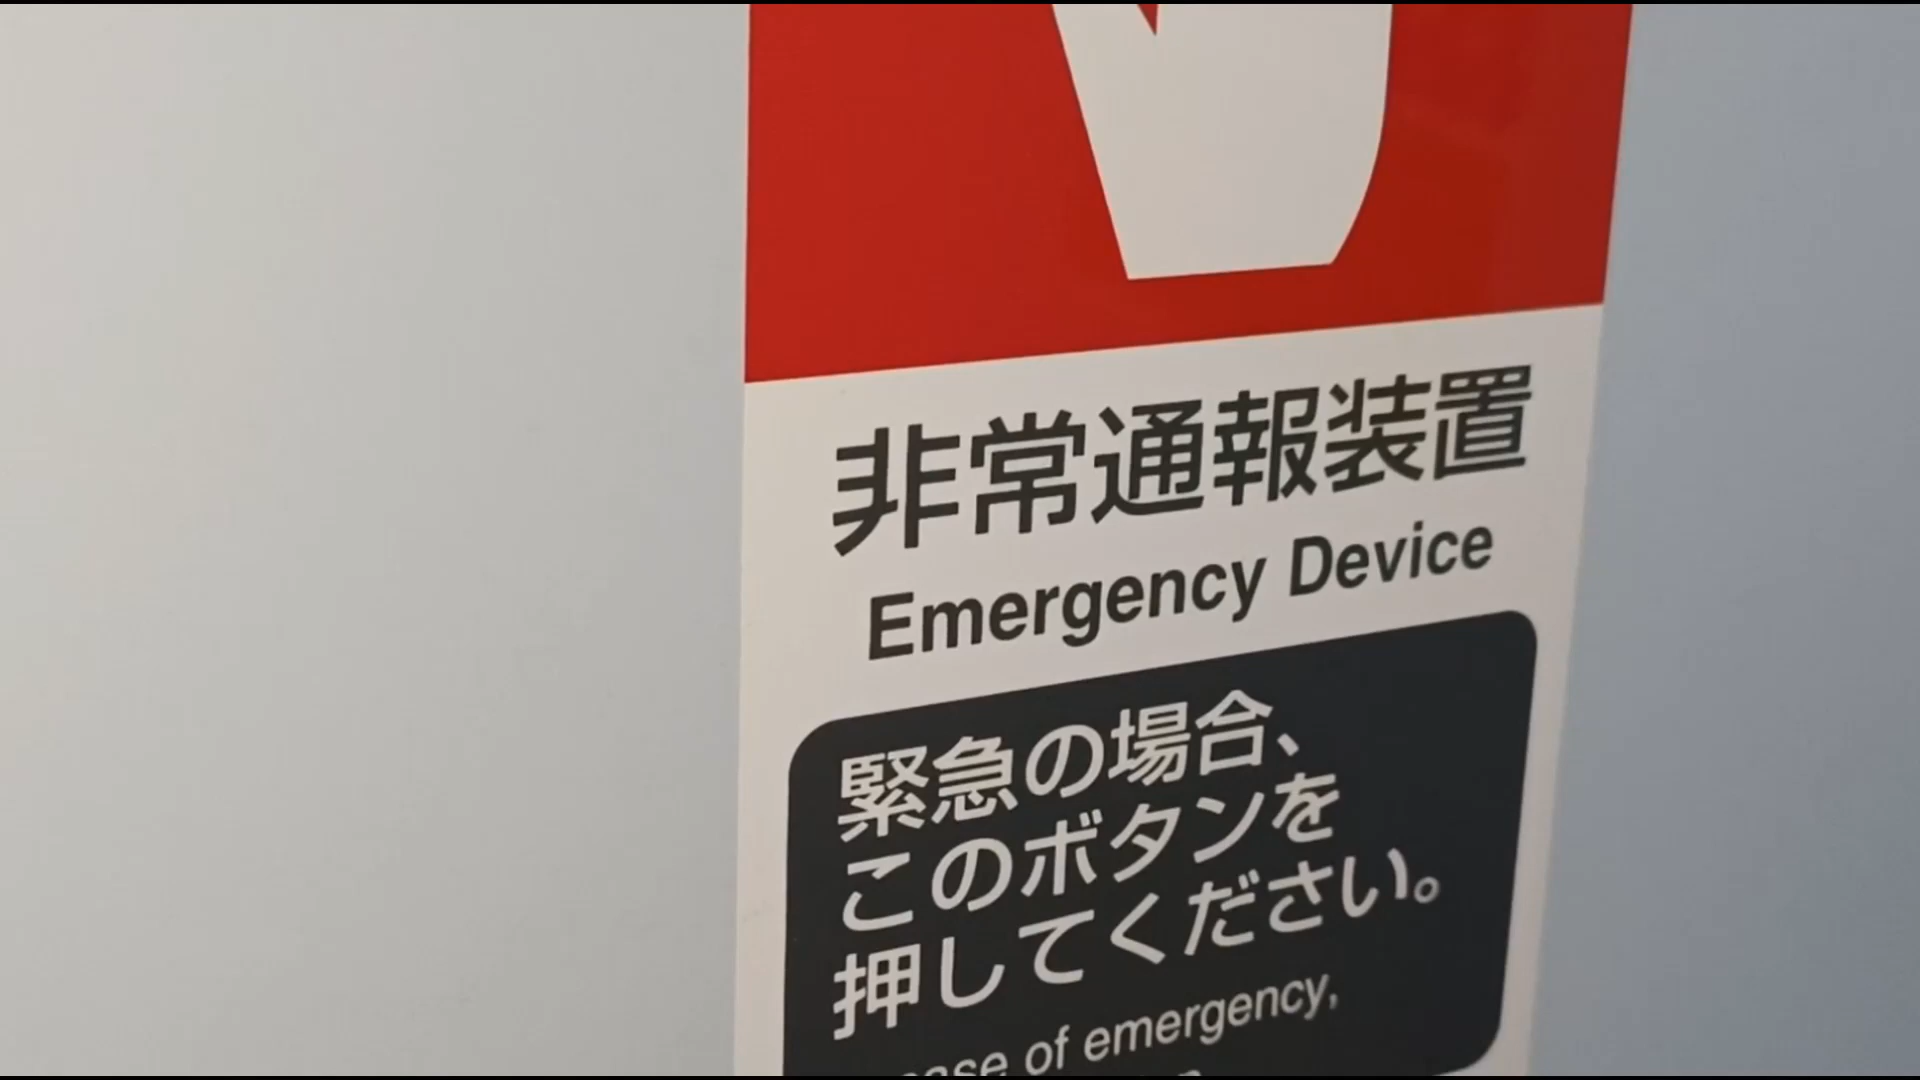 非常通報装置
Emergency Device
緊急の場合、
このボタンを
押してください。
of emergency,